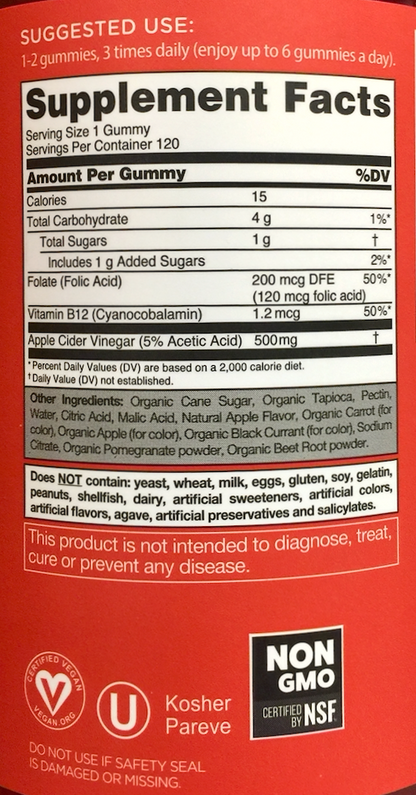 SUGGESTED USE:
1-2 gummies, 3 times daily (enjoy up to 6 gummies a day).
Supplement Facts
Serving Size 1 Gummy
Servings Per Container 120
Amount Per Gummy %DV
Calories 15
Total Carbohydrate 4 g 1%*
Total Sugars 1 g †
Includes 1 g Added Sugars 2%*
Folate (Folic Acid) 200 mcg DFE 50%*
(120 mcg folic acid)
Vitamin B12 (Cyanocobalamin) 1.2 mcg 50%*
Apple Cider Vinegar (5% Acetic Acid) 500mg †
*Percent Daily Values (DV) are based on a 2,000 calorie diet.
†Daily Value (DV) not established.
Other Ingredients: Organic Cane Sugar, Organic Tapioca, Pectin,
Water, Citric Acid, Malic Acid, Natural Apple Flavor, Organic Carrot (for
color), Organic Apple (for color), Organic Black Currant (for color), Sodium
Citrate, Organic Pomegranate powder, Organic Beet Root powder.
Does NOT contain: yeast, wheat, milk, eggs, gluten, soy, gelatin,
peanuts, shellfish, dairy, artificial sweeteners, artificial colors,
artificial flavors, agave, artificial preservatives and salicylates.
This product is not intended to diagnose, treat,
cure or prevent any disease.
CERTIFIED VEGAN
V
VEGAN.ORG
U
Kosher
Pareve
NON
GMO
CERTIFIED
BY NSF
DO NOT USE IF SAFETY SEAL
IS DAMAGED OR MISSING.